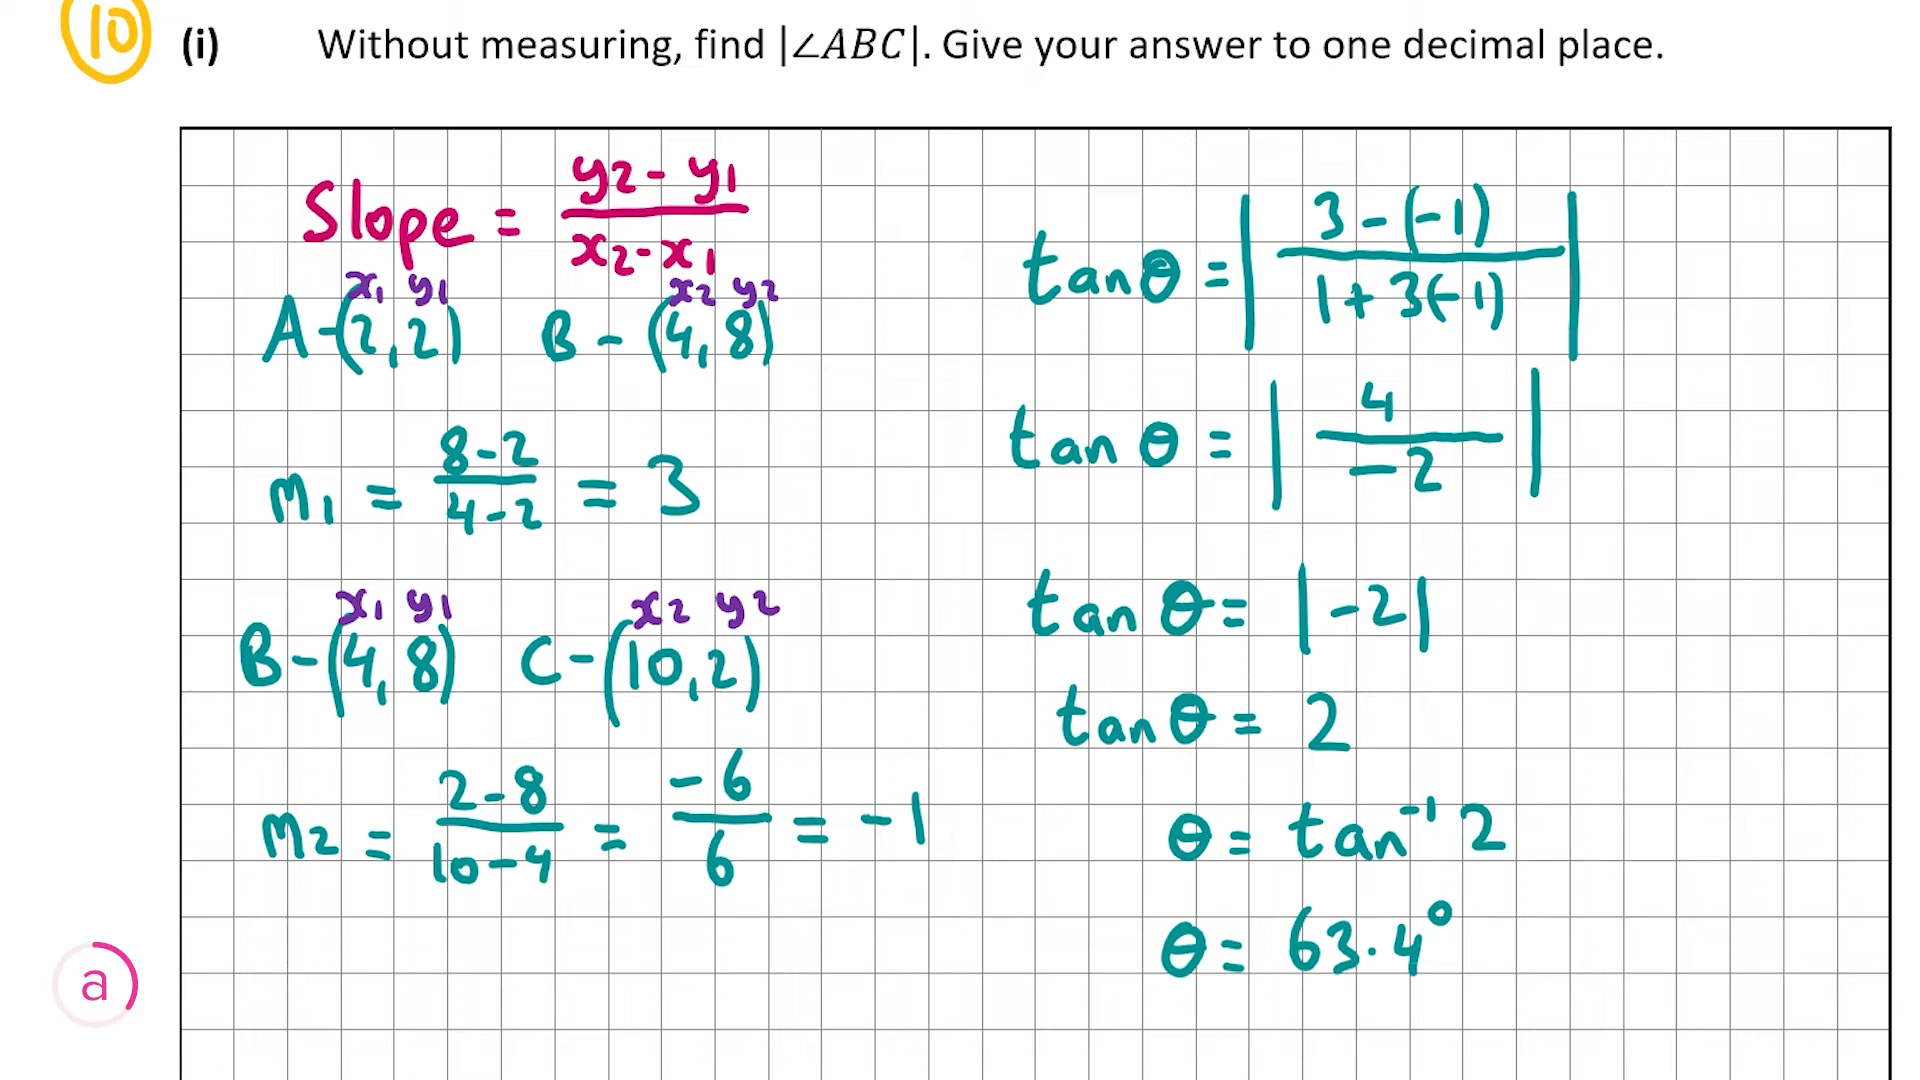 10
(i) Without measuring, find |∠ABC|. Give your answer to one decimal place.
Slope = y2 - y1 / x2 - x1
x1 y1 x2 y2
A - (2, 2) B - (4, 8)
m1 = 8 - 2 / 4 - 2 = 3
x1 y1 x2 y2
B - (4, 8) C - (10, 2)
m2 = 2 - 8 / 10 - 4 = -6 / 6 = -1
tan θ = | 3 - (-1) / 1 + 3(-1) |
tan θ = | 4 / -2 |
tan θ = |-2|
tan θ = 2
θ = tan⁻¹ 2
θ = 63.4°
a